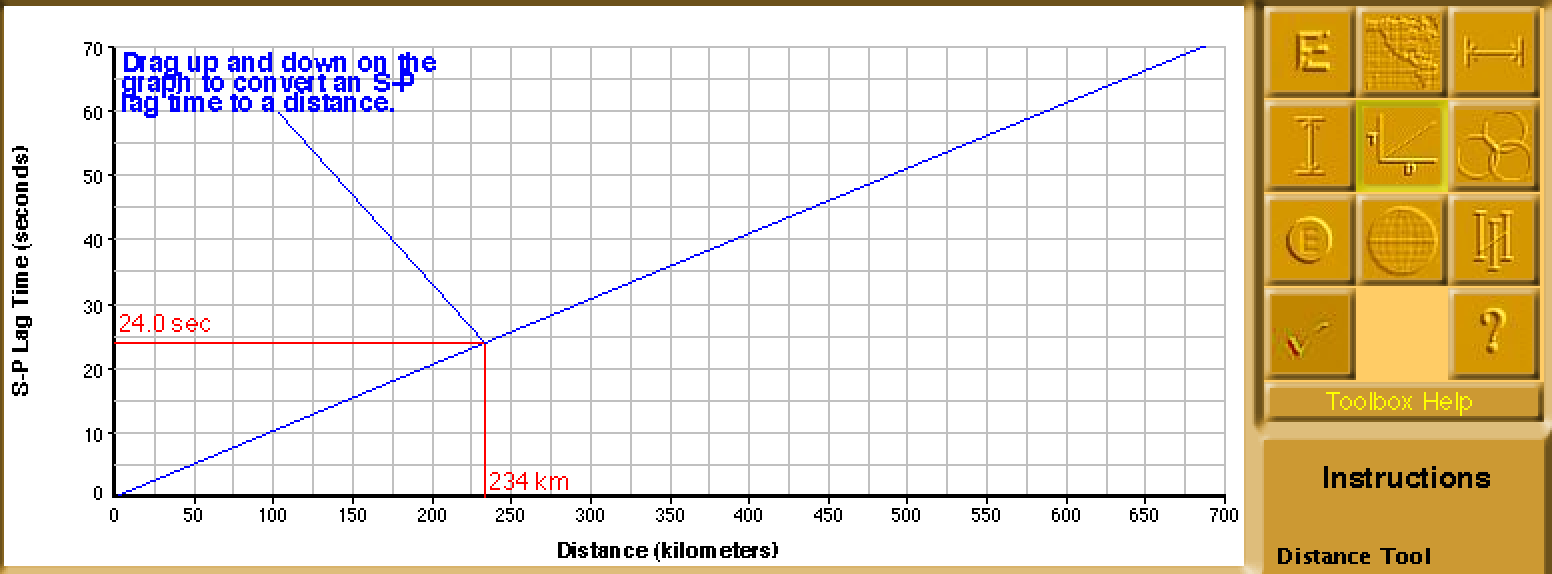 70
60
50
40
30
20
10
0
S-P Lag Time (seconds)
Drag up and down on the
graph to convert an S-P
lag time to a distance.
24.0 sec
234 km
0 50 100 150 200 250 300 350 400 450 500 550 600 650 700
Distance (kilometers)
E
T
D
E
?
Toolbox Help
Instructions
Distance Tool